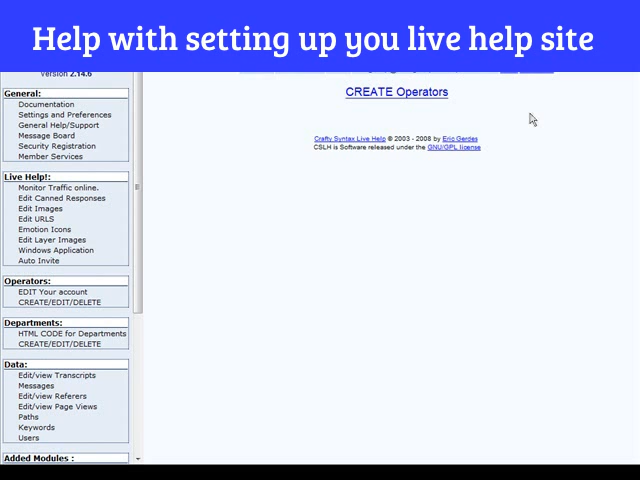 Help with setting up you live help site
Version 2.14.6
General:
Documentation
Settings and Preferences
General Help/Support
Message Board
Security Registration
Member Services
Live Help!:
Monitor Traffic online.
Edit Canned Responses
Edit Images
Edit URLS
Emotion Icons
Edit Layer Images
Windows Application
Auto Invite
Operators:
EDIT Your account
CREATE/EDIT/DELETE
Departments:
HTML CODE for Departments
CREATE/EDIT/DELETE
Data:
Edit/view Transcripts
Messages
Edit/view Referers
Edit/view Page Views
Paths
Keywords
Users
Added Modules :
CREATE Operators
Crafty Syntax Live Help © 2003 - 2008 by Eric Gerdes
CSLH is Software released under the GNU/GPL license